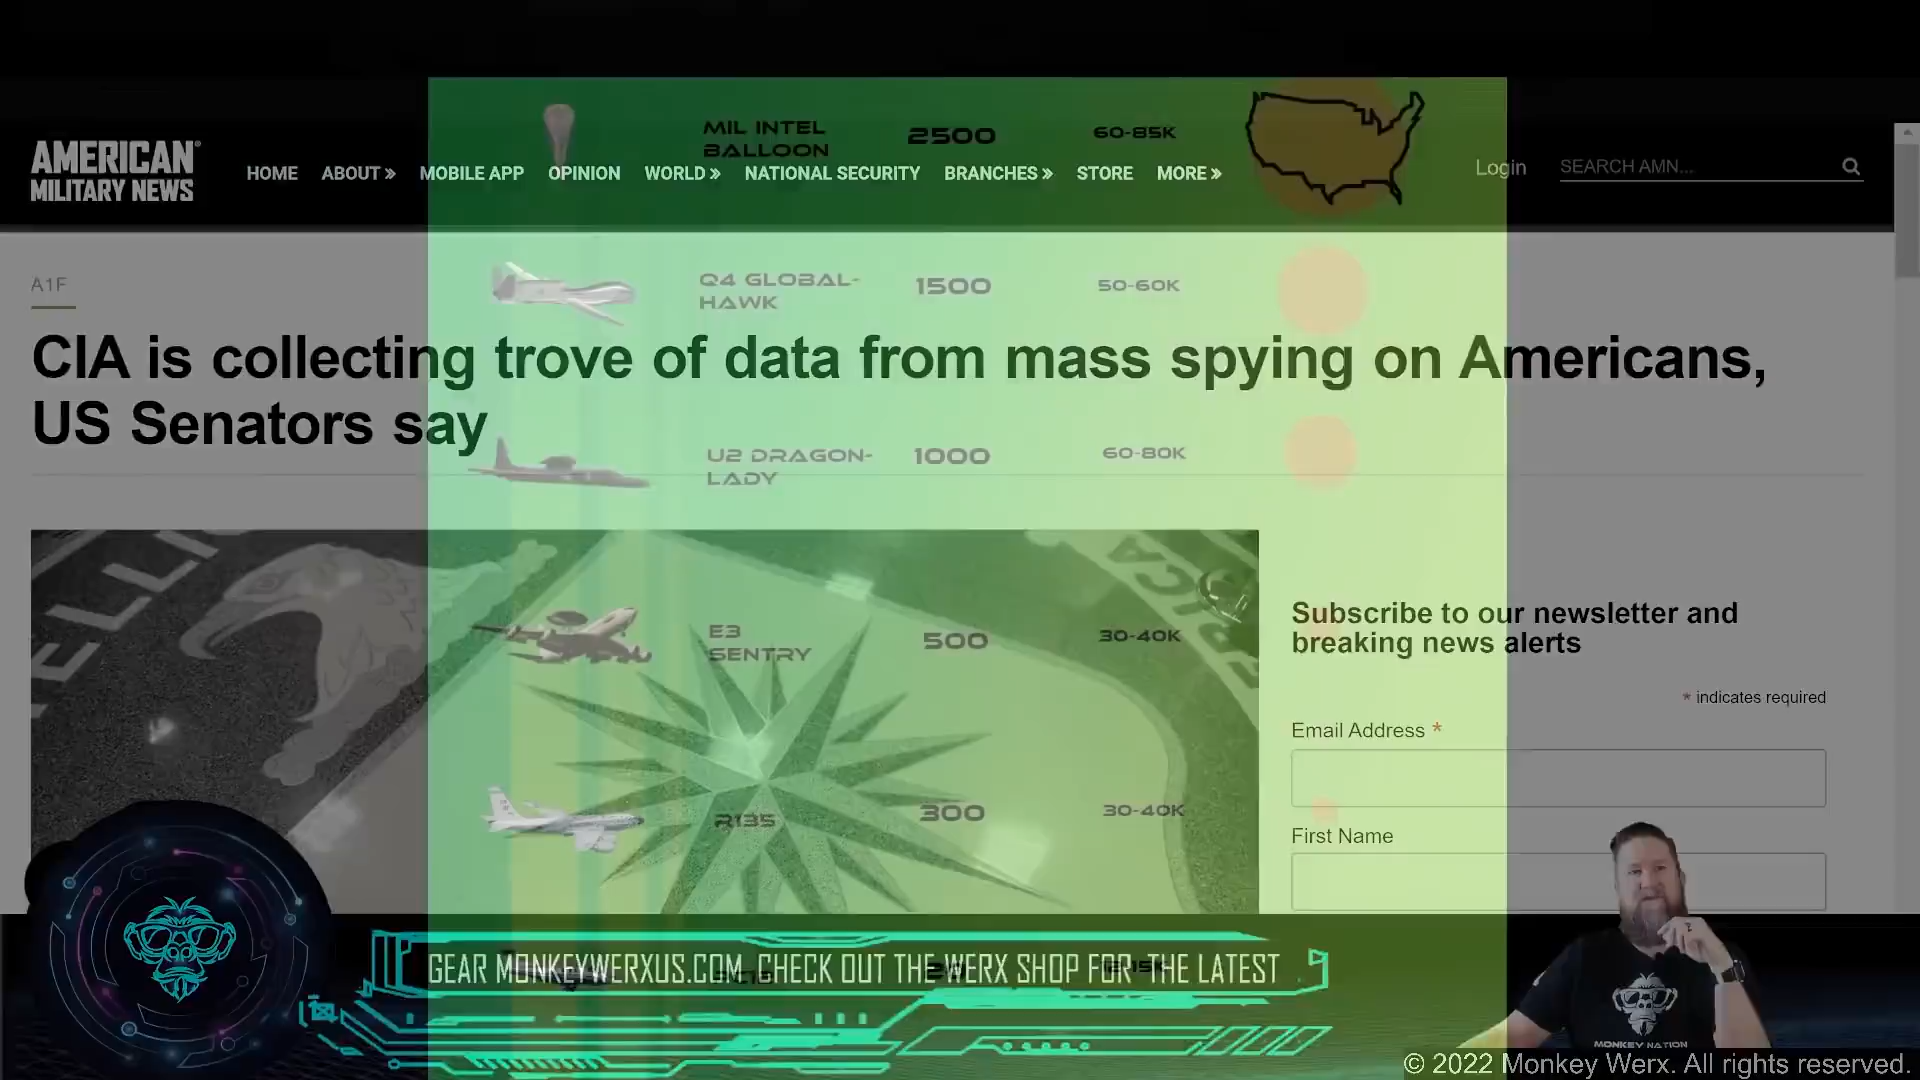 MIL INTEL
BALLOON
2500
60-85K
AMERICAN
MILITARY NEWS
HOME ABOUT » MOBILE APP OPINION WORLD » NATIONAL SECURITY BRANCHES » STORE MORE »
Login
SEARCH AMN...
A1F
Q4 GLOBAL-
HAWK
1500
50-60K
CIA is collecting trove of data from mass spying on Americans,
US Senators say
U2 DRAGON-
LADY
1000
60-80K
ELLI
RICA
E3
SENTRY
500
30-40K
Subscribe to our newsletter and
breaking news alerts
* indicates required
Email Address *
R135
300
30-40K
First Name
GEAR MONKEYWERXUS.COM. CHECK OUT THE WERX SHOP FOR THE LATEST
MONKEY NATION
© 2022 Monkey Werx. All rights reserved.